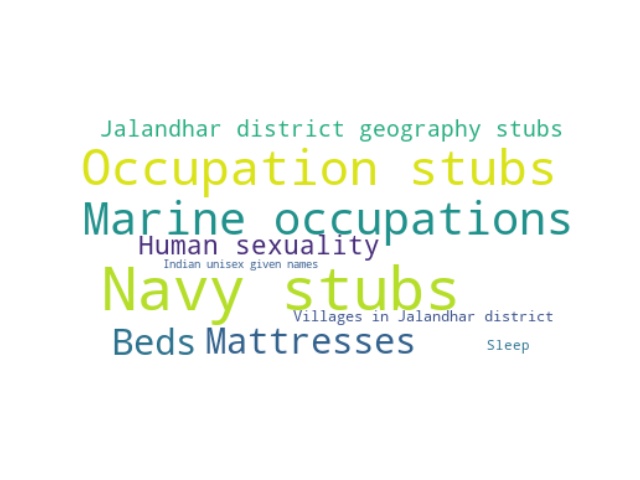 Jalandhar district geography stubs
Occupation stubs
Marine occupations
Human sexuality
Indian unisex given names
Navy stubs
Villages in Jalandhar district
Beds Mattresses
Sleep